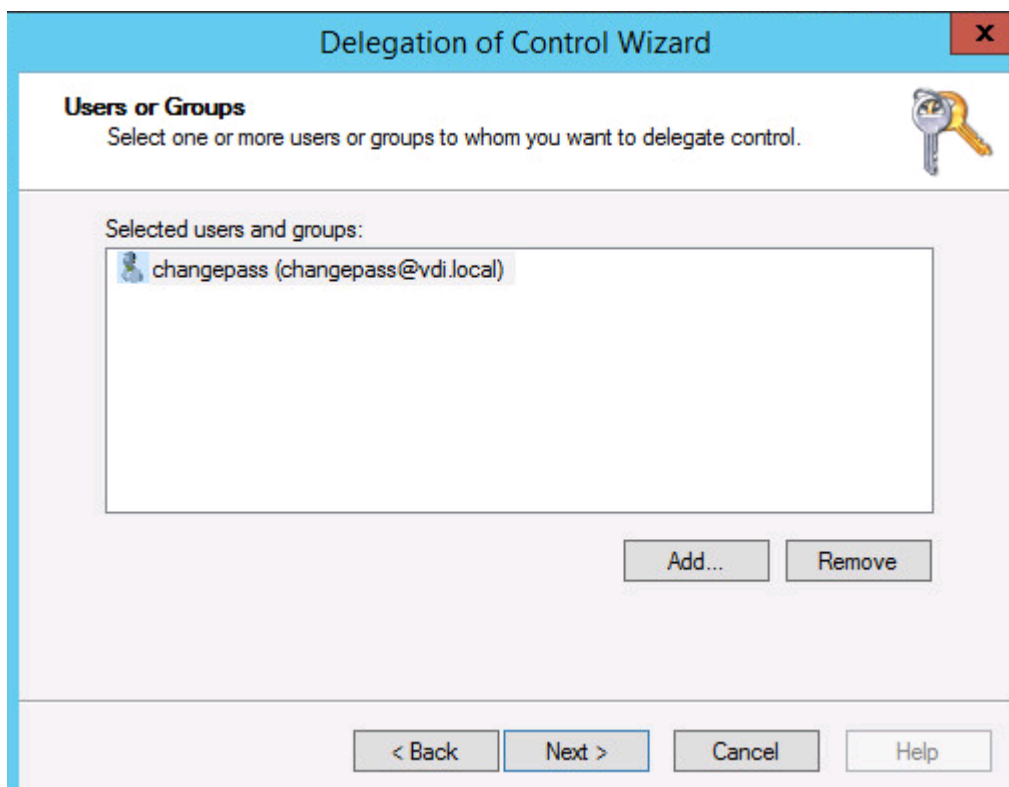 Delegation of Control Wizard
x
Users or Groups
Select one or more users or groups to whom you want to delegate control.
Selected users and groups:
changepass (changepass@vdi.local)
Add... Remove
< Back Next > Cancel Help